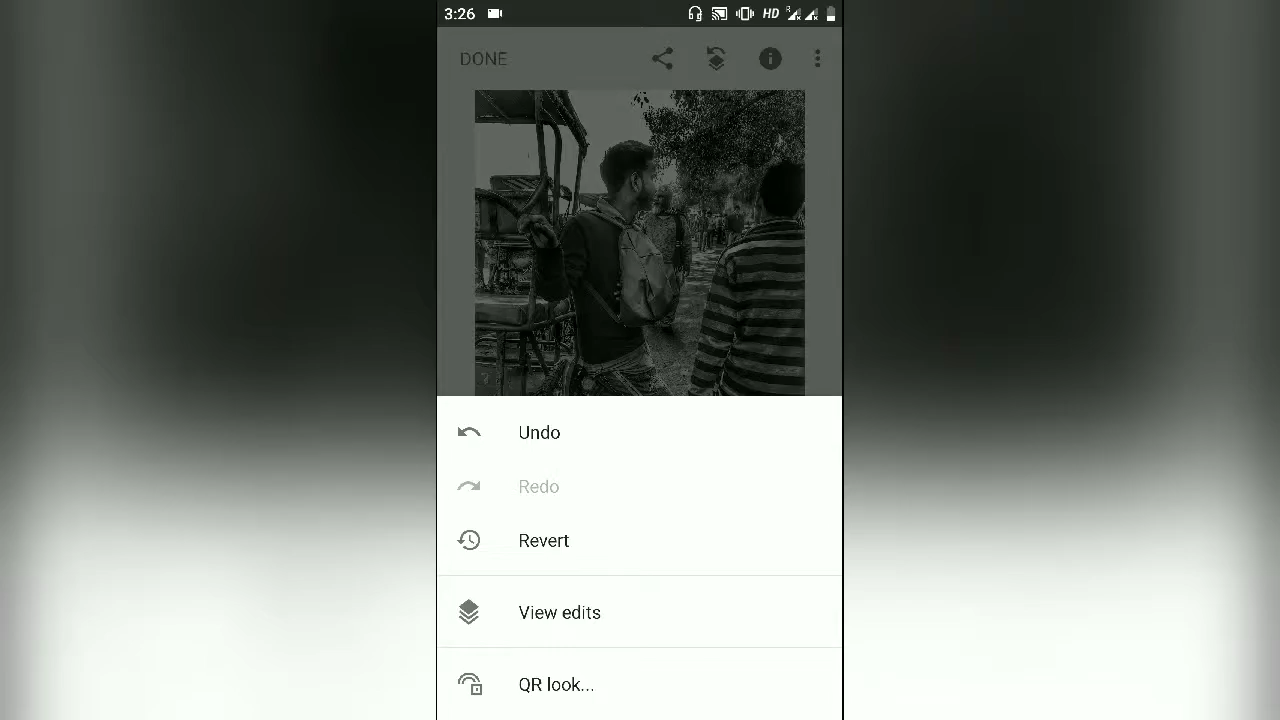 3:26 HD R
DONE
Undo
Redo
Revert
View edits
QR look...